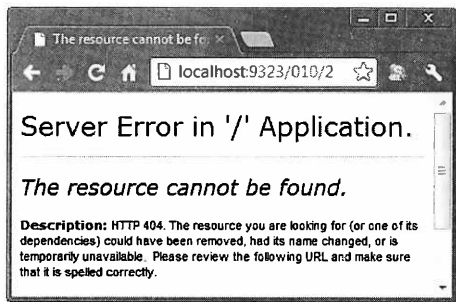 The resource cannot be fo
localhost:9323/010/2
Server Error in '/' Application.
The resource cannot be found.
Description: HTTP 404. The resource you are looking for (or one of its
dependencies) could have been removed, had its name changed, or is
temporarily unavailable. Please review the following URL and make sure
that it is spelled correctly.